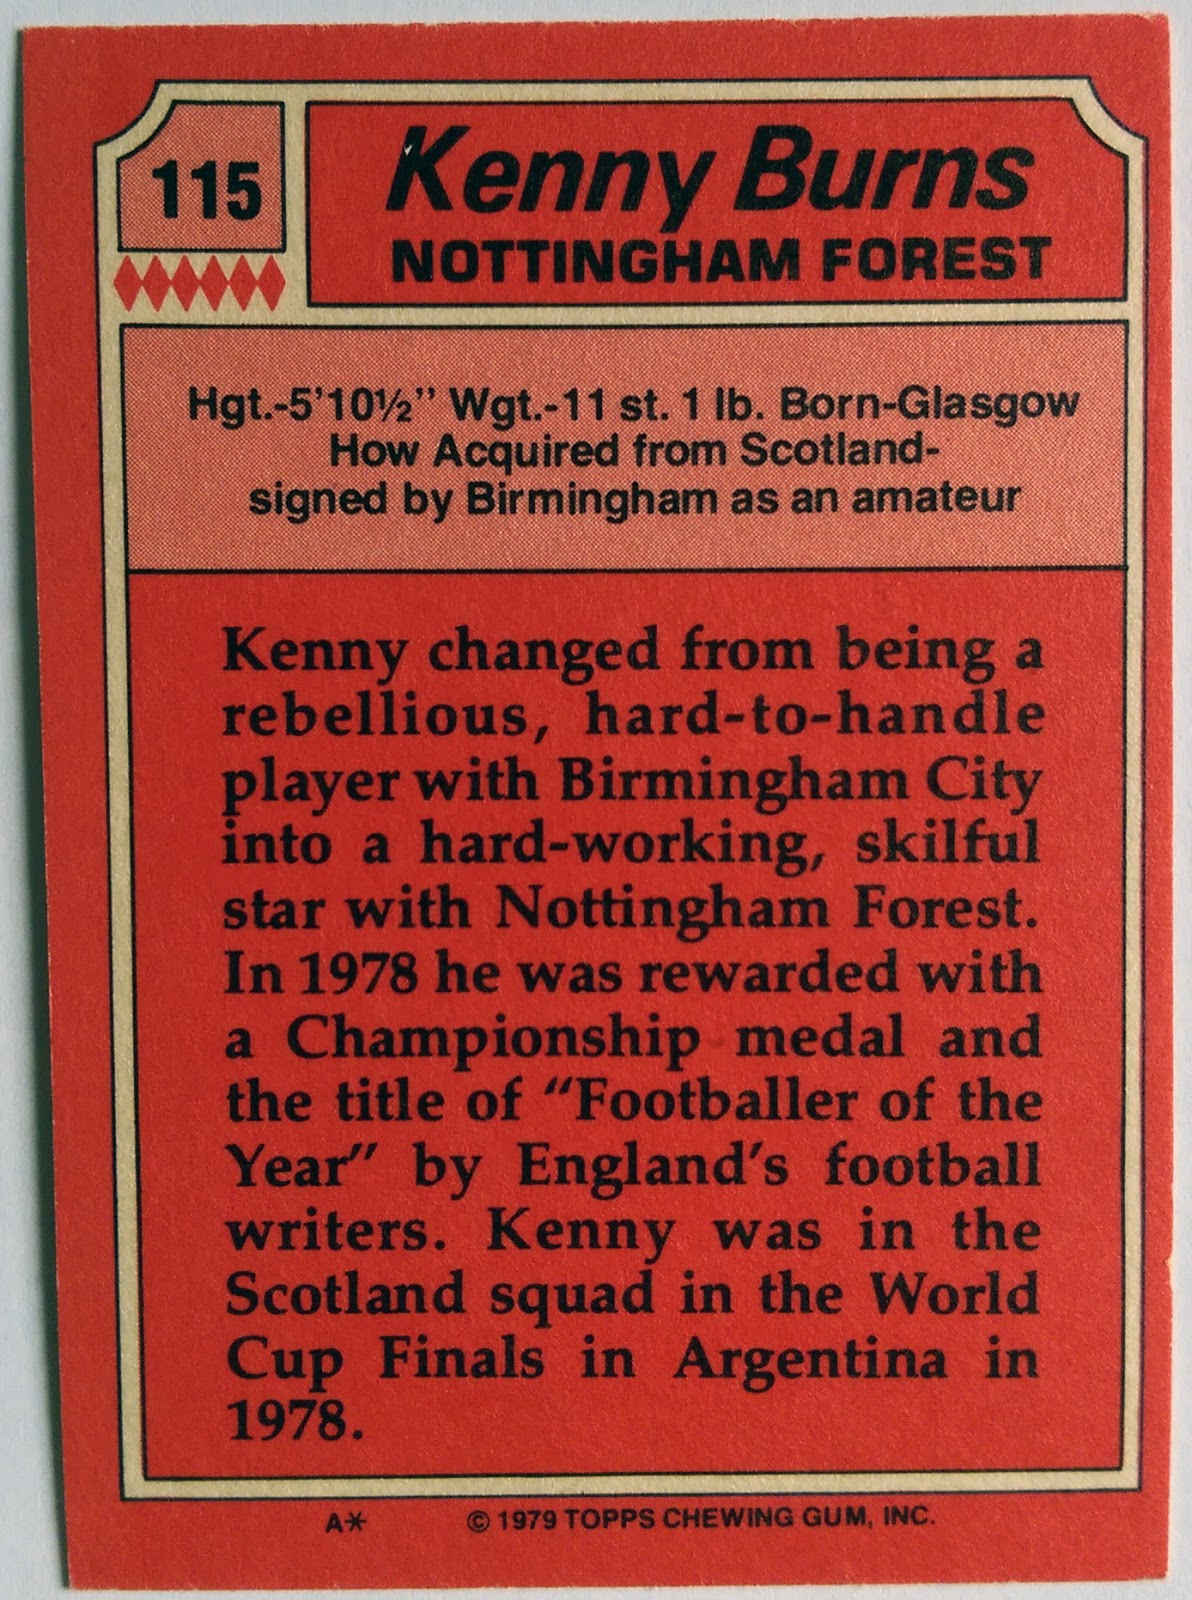 115
Kenny Burns
NOTTINGHAM FOREST
Hgt.-5'10½" Wgt.-11 st. 1 lb. Born-Glasgow
How Acquired from Scotland-
signed by Birmingham as an amateur
Kenny changed from being a
rebellious, hard-to-handle
player with Birmingham City
into a hard-working, skilful
star with Nottingham Forest.
In 1978 he was rewarded with
a Championship medal and
the title of “Footballer of the
Year” by England's football
writers. Kenny was in the
Scotland squad in the World
Cup Finals in Argentina in
1978.
A* © 1979 TOPPS CHEWING GUM, INC.